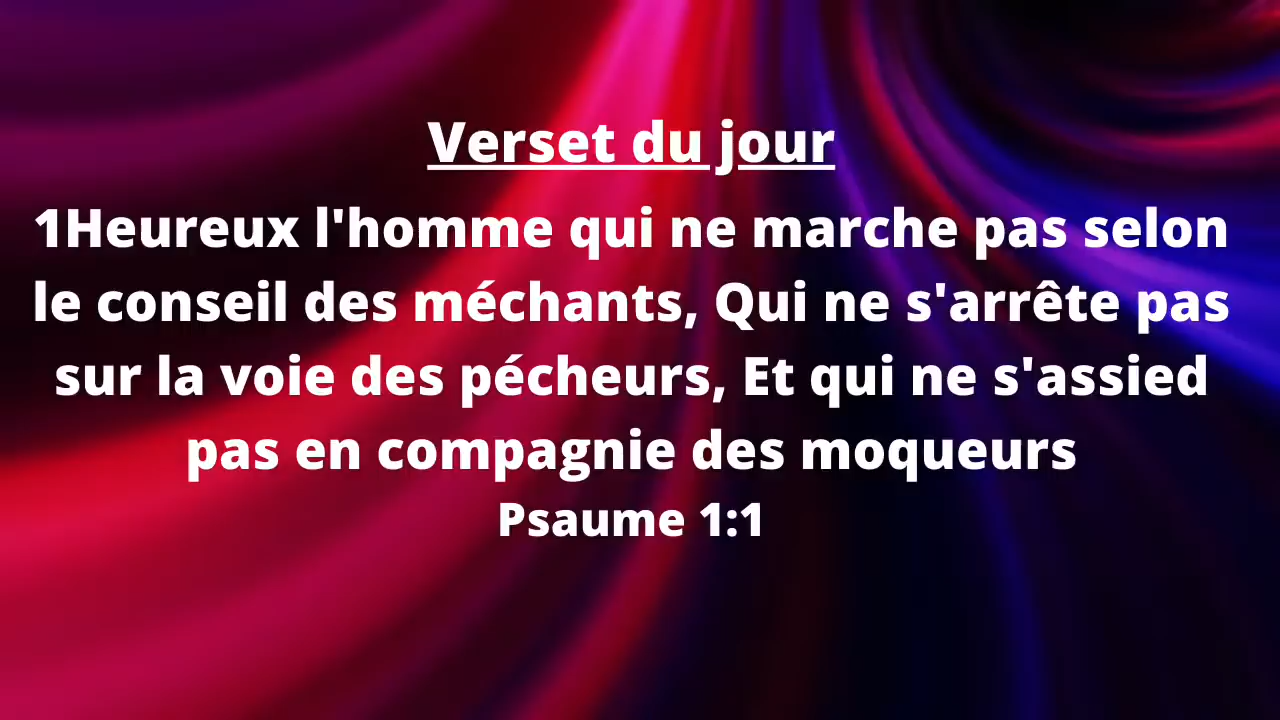 Verset du jour
1Heureux l'homme qui ne marche pas selon
le conseil des méchants, Qui ne s'arrête pas
sur la voie des pécheurs, Et qui ne s'assied
pas en compagnie des moqueurs
Psaume 1:1